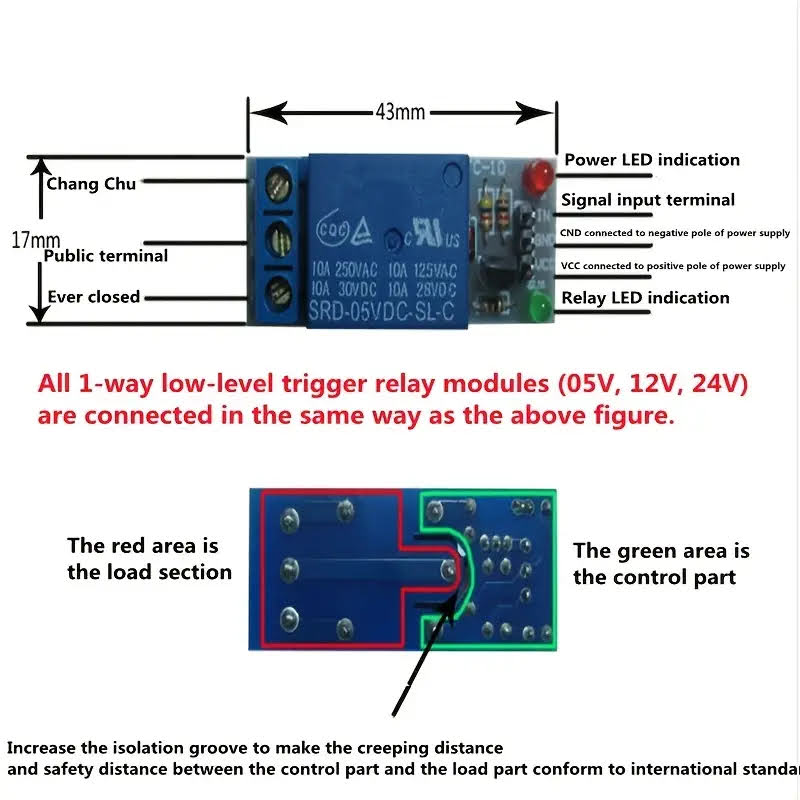 43mm
C-10
Power LED indication
Chang Chu
Signal input terminal
IN
17mm
CND connected to negative pole of power supply
GND
Public terminal
VCC connected to positive pole of power supply
VCC
Ever closed
Relay LED indication
CQC
c UL US
10A 250VAC 10A 125VAC
10A 30VDC 10A 28VDC
SRD-05VDC-SL-C
All 1-way low-level trigger relay modules (05V, 12V, 24V)
are connected in the same way as the above figure.
The red area is
the load section
The green area is
the control part
Increase the isolation groove to make the creeping distance
and safety distance between the control part and the load part conform to international standa